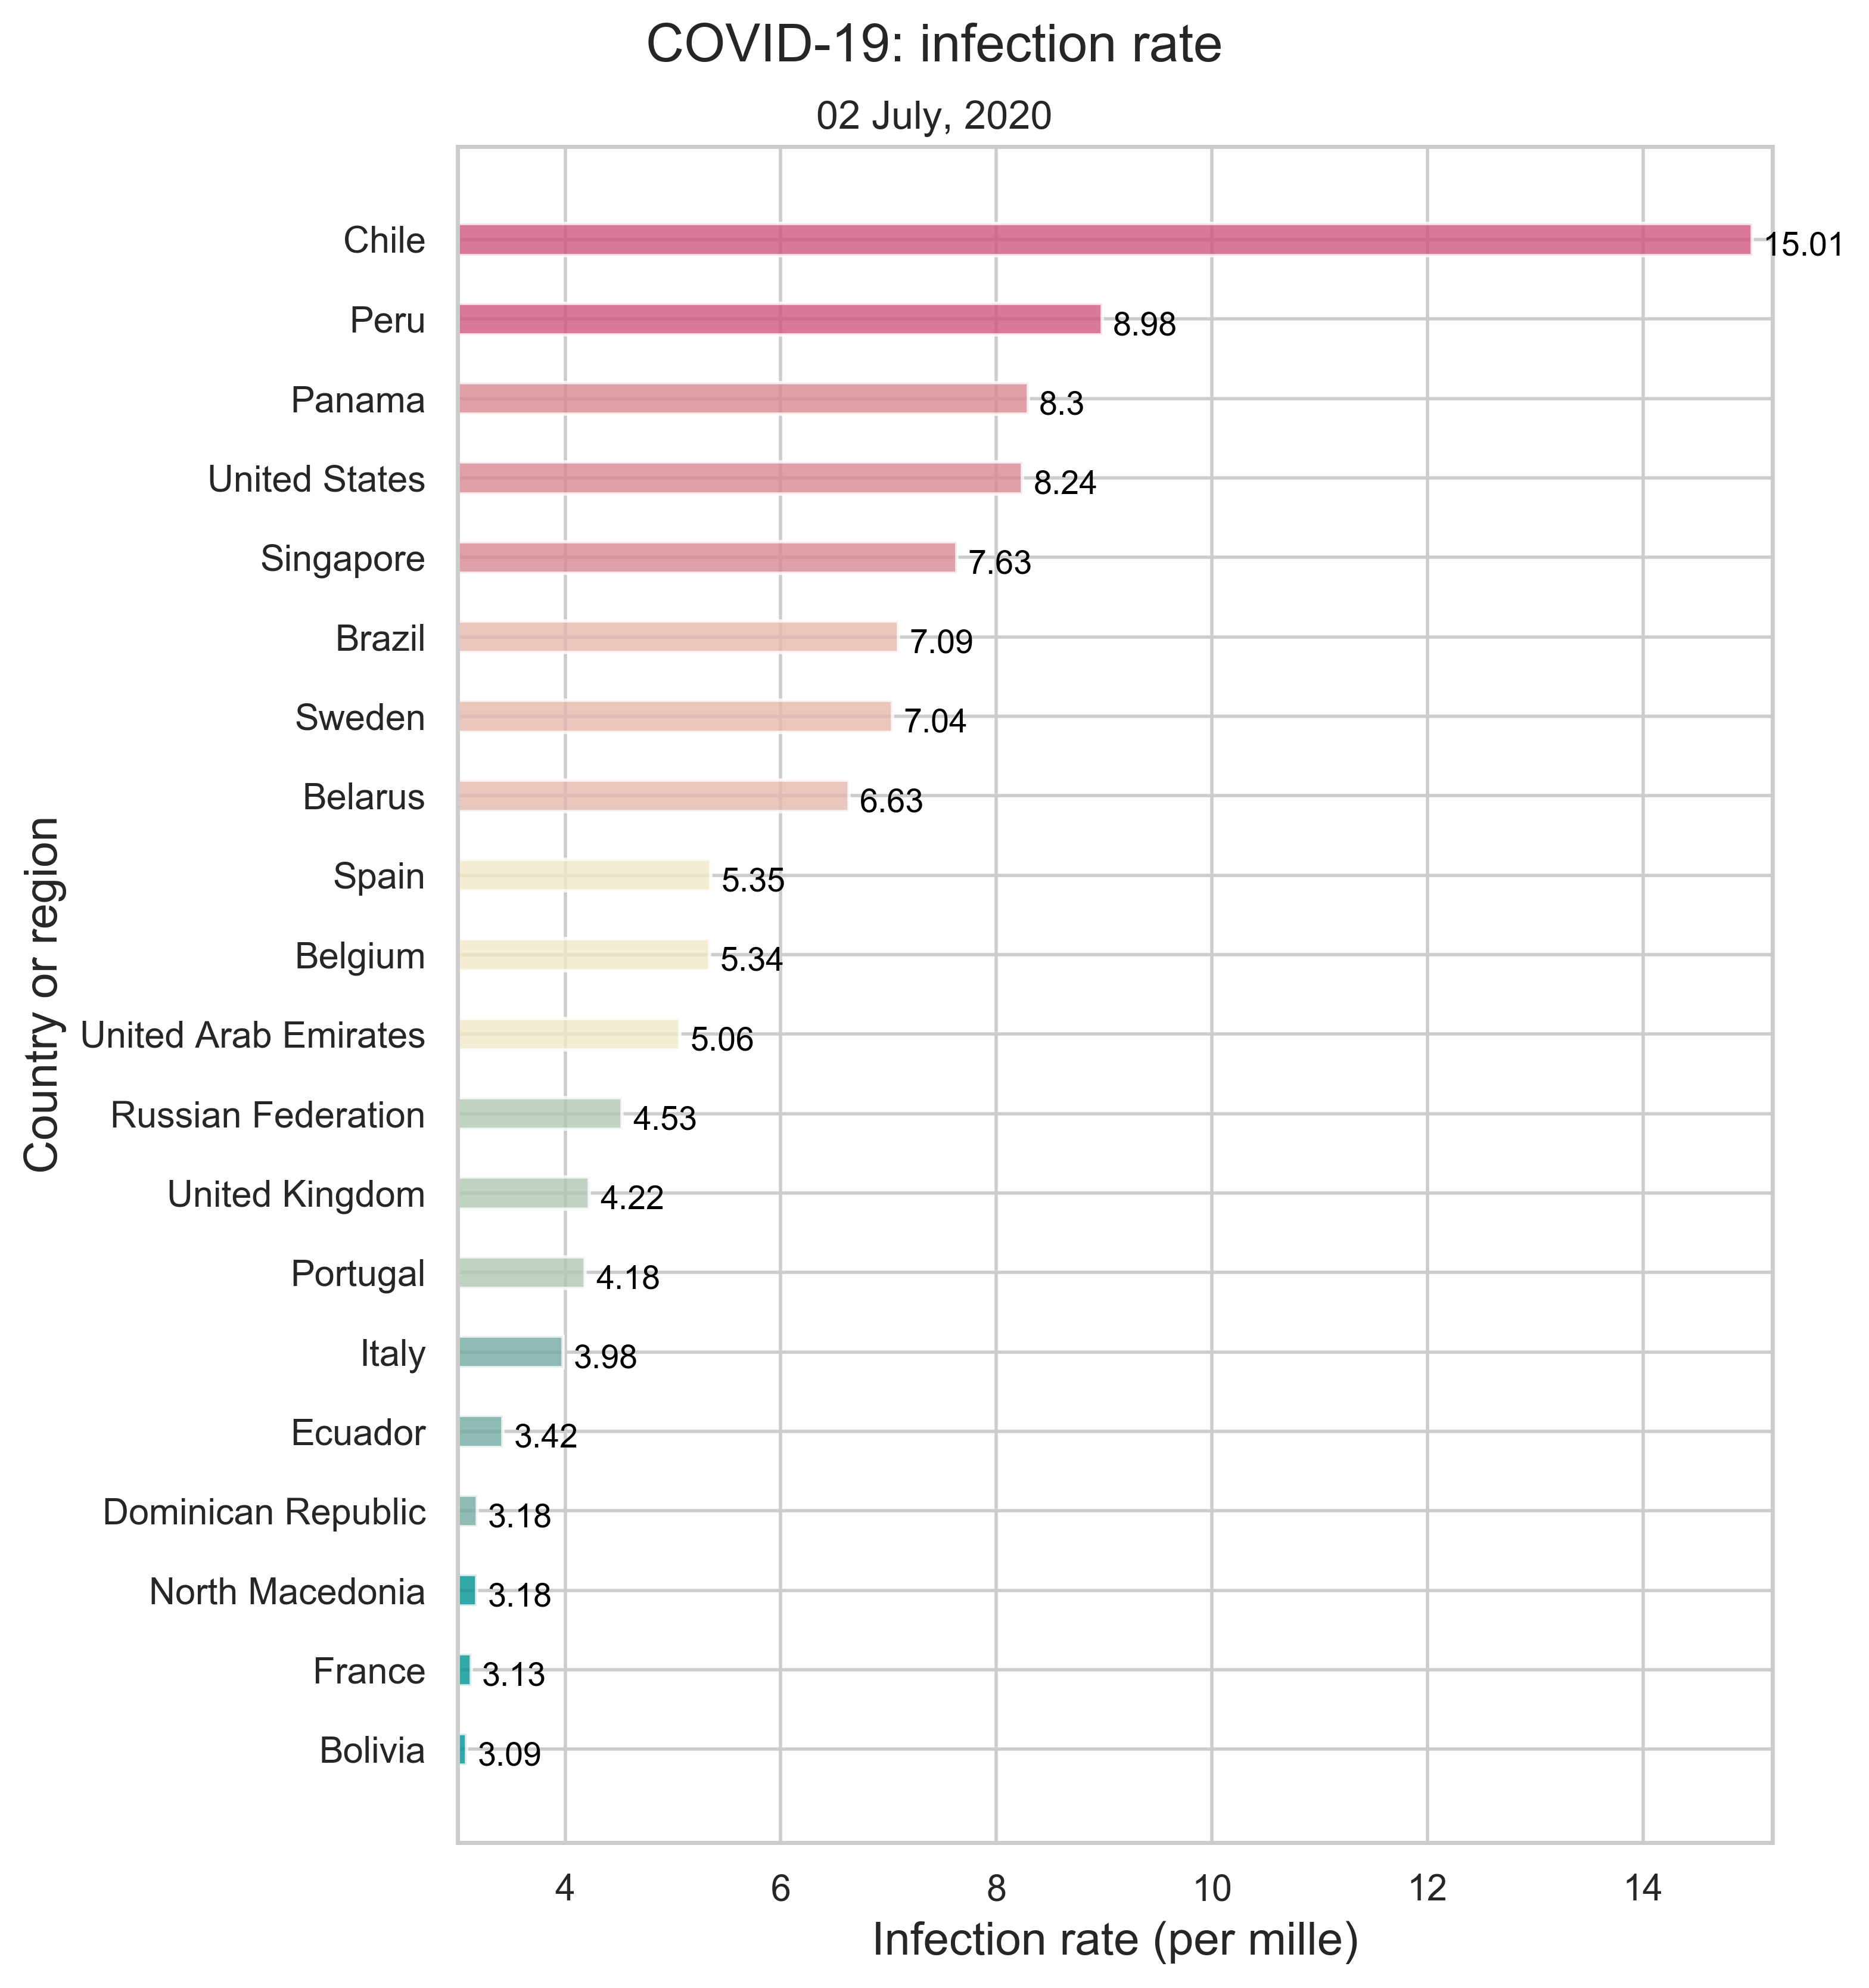 COVID-19: infection rate
02 July, 2020
Country or region
Chile 15.01
Peru 8.98
Panama 8.3
United States 8.24
Singapore 7.63
Brazil 7.09
Sweden 7.04
Belarus 6.63
Spain 5.35
Belgium 5.34
United Arab Emirates 5.06
Russian Federation 4.53
United Kingdom 4.22
Portugal 4.18
Italy 3.98
Ecuador 3.42
Dominican Republic 3.18
North Macedonia 3.18
France 3.13
Bolivia 3.09
4 6 8 10 12 14
Infection rate (per mille)